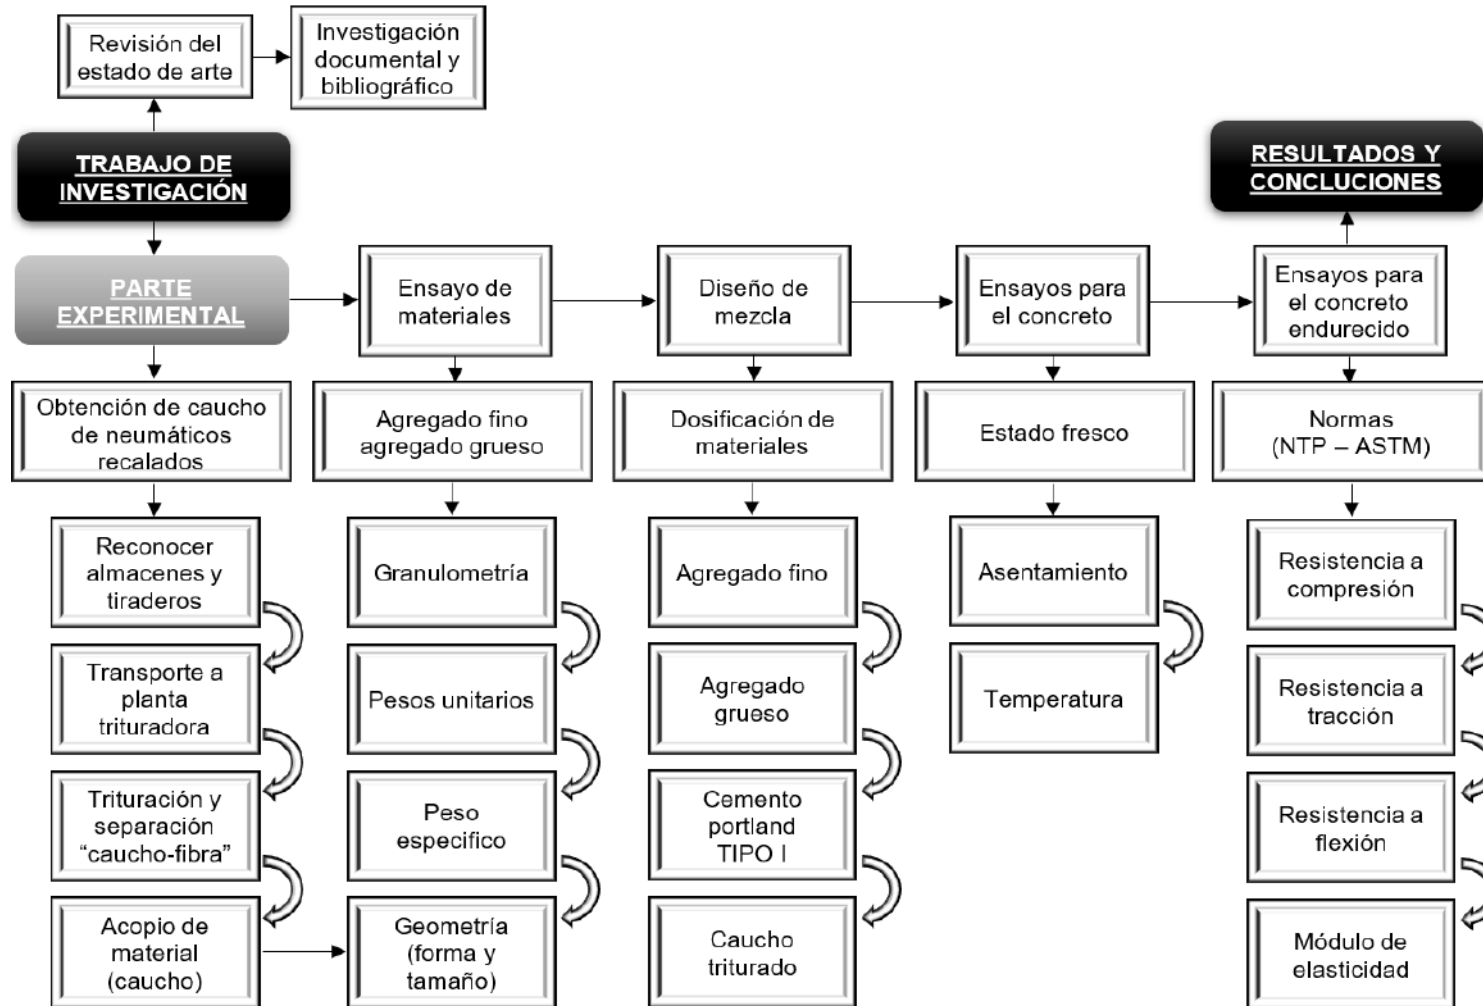 Revisión del
estado de arte
Investigación
documental y
bibliográfico
TRABAJO DE
INVESTIGACIÓN
RESULTADOS Y
CONCLUCIONES
PARTE
EXPERIMENTAL
Ensayo de
materiales
Diseño de
mezcla
Ensayos para
el concreto
Ensayos para
el concreto
endurecido
Obtención de caucho
de neumáticos
recalados
Agregado fino
agregado grueso
Dosificación de
materiales
Estado fresco
Normas
(NTP – ASTM)
Reconocer
almacenes y
tiraderos
Granulometría
Agregado fino
Asentamiento
Resistencia a
compresión
Transporte a
planta
trituradora
Pesos unitarios
Agregado
grueso
Temperatura
Resistencia a
tracción
Trituración y
separación
“caucho-fibra”
Peso
especifico
Cemento
portland
TIPO I
Resistencia a
flexión
Acopio de
material
(caucho)
Geometría
(forma y
tamaño)
Caucho
triturado
Módulo de
elasticidad